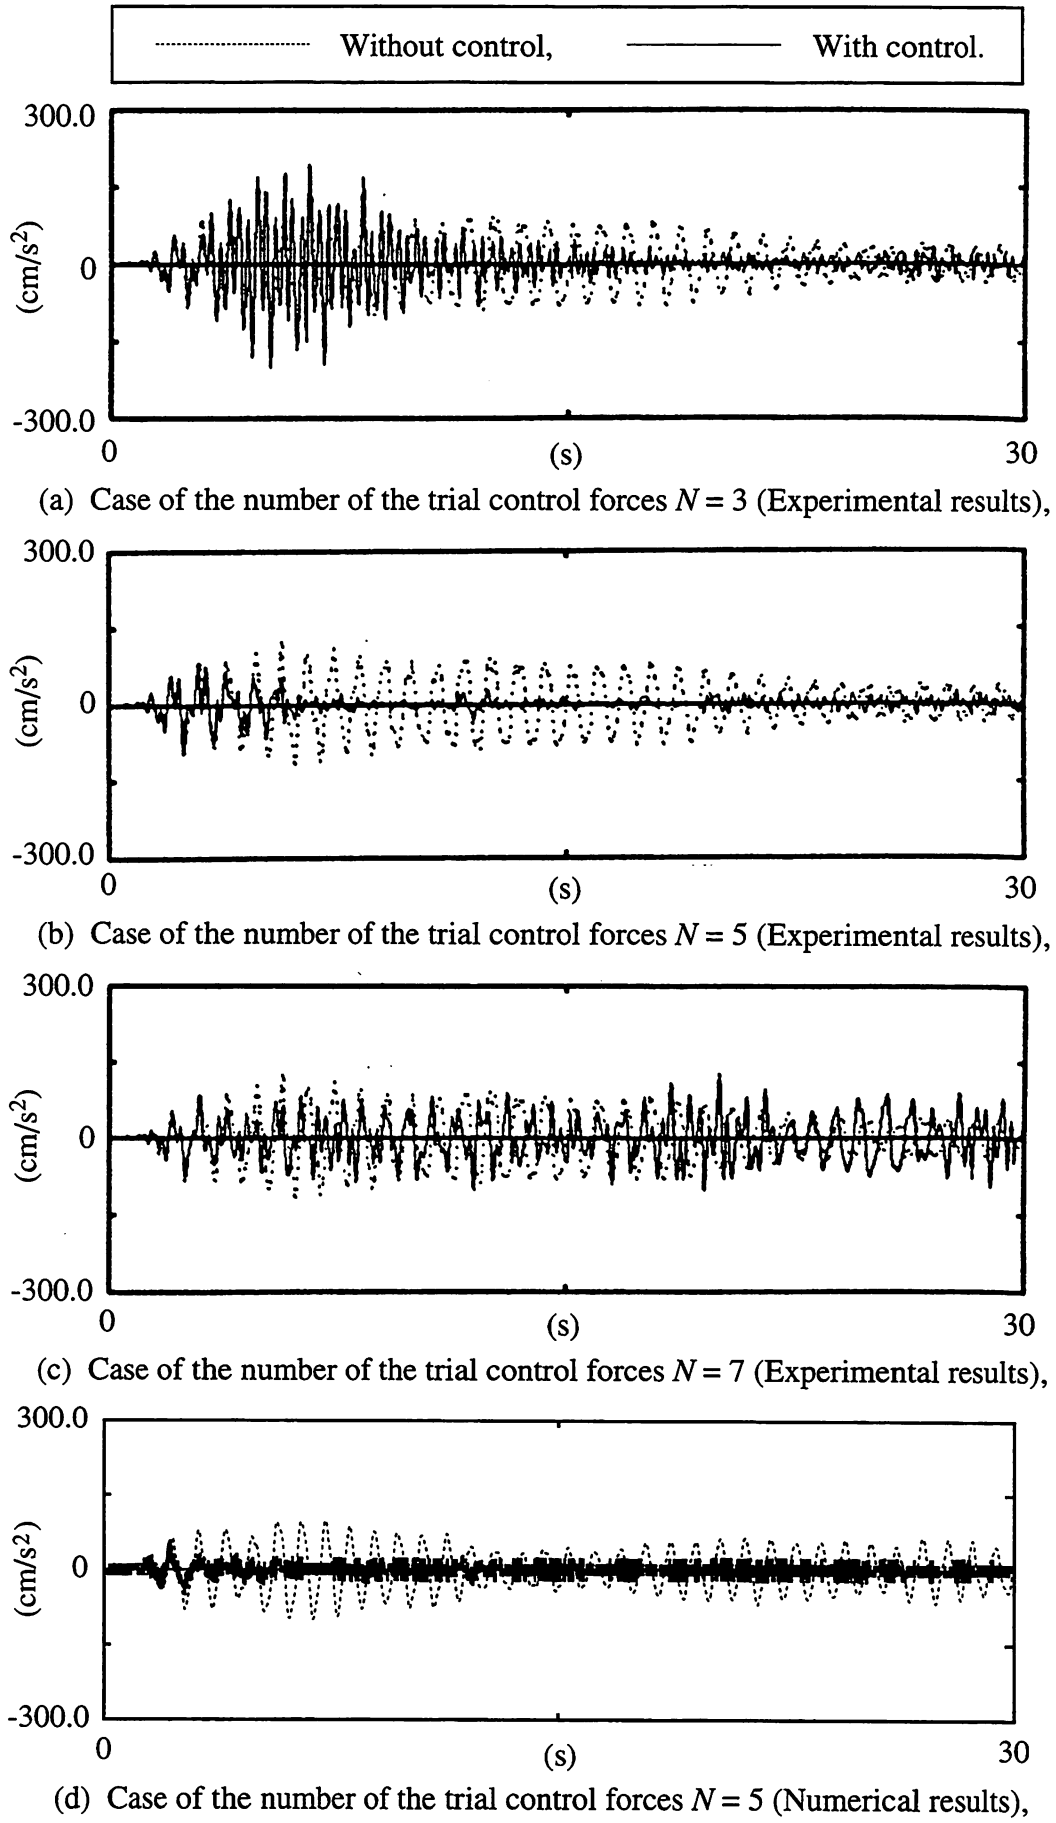 Without control, With control.
300.0
(cm/s²)
0
-300.0
0 (s) 30
(a) Case of the number of the trial control forces N = 3 (Experimental results),
300.0
(cm/s²)
0
-300.0
0 (s) 30
(b) Case of the number of the trial control forces N = 5 (Experimental results),
300.0
(cm/s²)
0
-300.0
0 (s) 30
(c) Case of the number of the trial control forces N = 7 (Experimental results),
300.0
(cm/s²)
0
-300.0
0 (s) 30
(d) Case of the number of the trial control forces N = 5 (Numerical results),